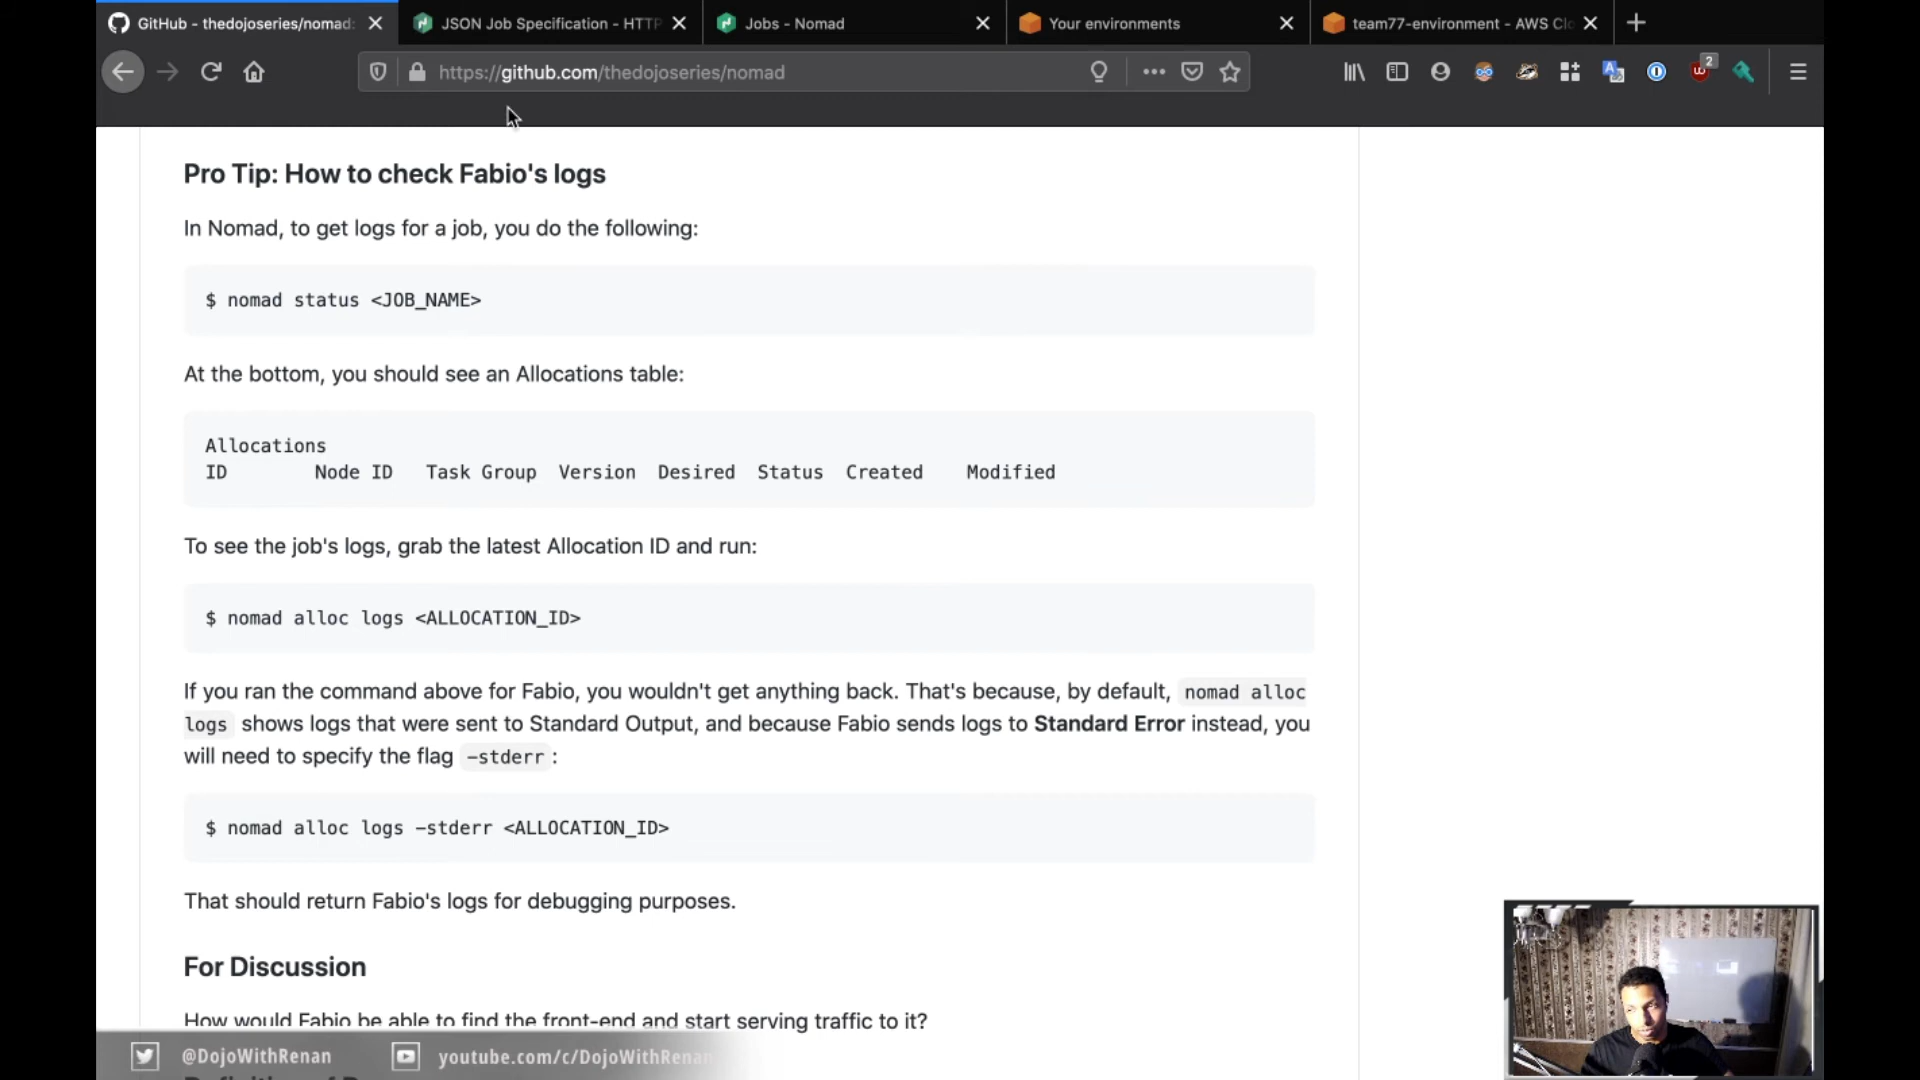 GitHub - thedojoseries/nomad:
JSON Job Specification - HTTP
Jobs - Nomad
Your environments
team77-environment - AWS Clo
https://github.com/thedojoseries/nomad
2
Pro Tip: How to check Fabio's logs
In Nomad, to get logs for a job, you do the following:
$ nomad status <JOB_NAME>
At the bottom, you should see an Allocations table:
Allocations
ID Node ID Task Group Version Desired Status Created Modified
To see the job's logs, grab the latest Allocation ID and run:
$ nomad alloc logs <ALLOCATION_ID>
If you ran the command above for Fabio, you wouldn't get anything back. That's because, by default, nomad alloc
logs shows logs that were sent to Standard Output, and because Fabio sends logs to Standard Error instead, you
will need to specify the flag -stderr :
$ nomad alloc logs -stderr <ALLOCATION_ID>
That should return Fabio's logs for debugging purposes.
For Discussion
How would Fabio be able to find the front-end and start serving traffic to it?
@DojoWithRenan
youtube.com/c/DojoWithRenan